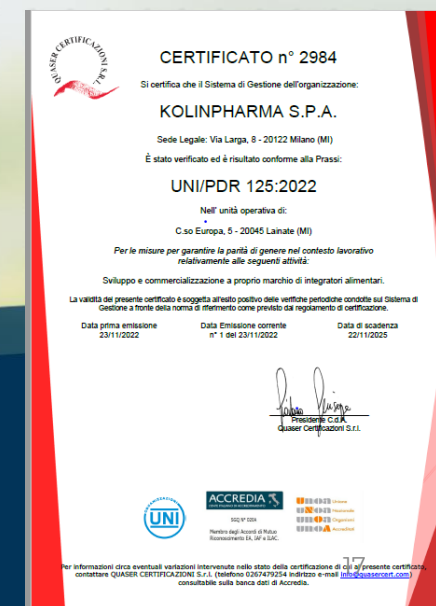 QUASER CERTIFICAZIONI S.R.L.
CERTIFICATO n° 2984
Si certifica che il Sistema di Gestione dell'organizzazione:
KOLINPHARMA S.P.A.
Sede Legale: Via Larga, 8 - 20122 Milano (MI)
È stato verificato ed è risultato conforme alla Prassi:
UNI/PDR 125:2022
Nell' unità operativa di:
C.so Europa, 5 - 20045 Lainate (MI)
Per le misure per garantire la parità di genere nel contesto lavorativo
relativamente alle seguenti attività:
Sviluppo e commercializzazione a proprio marchio di integratori alimentari.
La validità del presente certificato è soggetta all'esito positivo delle verifiche periodiche condotte sul Sistema di
Gestione a fronte della norma di riferimento come previsto dal regolamento di certificazione.
Data prima emissione Data Emissione corrente Data di scadenza
23/11/2022 n° 1 del 23/11/2022 22/11/2025
Presidente C.d.A.
Quaser Certificazioni S.r.l.
UNI
ACCREDIA
SGQ N° 025A
Membro degli Accordi di Mutuo
Riconoscimento EA, IAF e ILAC.
Unione
Nazionale
Organismi
Accreditati
17
Per informazioni circa eventuali variazioni intervenute nello stato della certificazione di cui al presente certificato,
contattare QUASER CERTIFICAZIONI S.r.l. (telefono 0267479254 indirizzo e-mail info@quasercert.com)
consultabile sulla banca dati di Accredia.